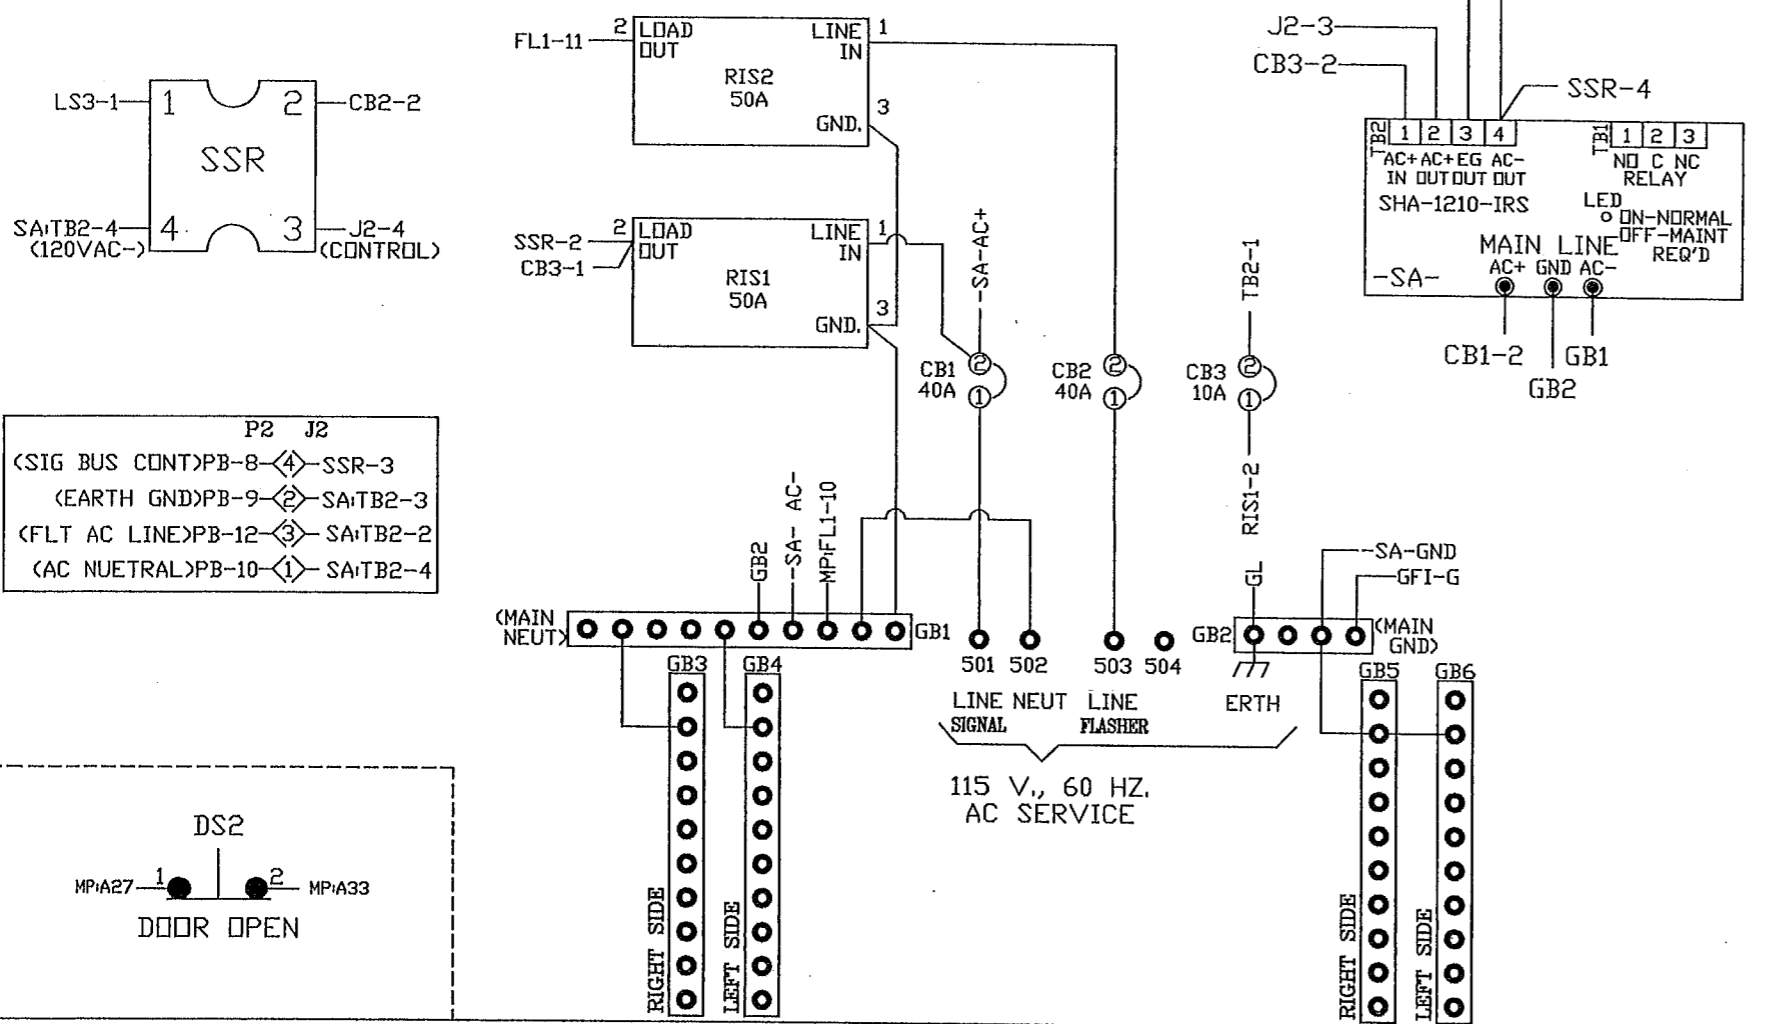 LS3-1
1
2
CB2-2
SSR
SA:TB2-4
(120VAC-)
4
3
J2-4
(CONTROL)
FL1-11
2
LOAD
OUT
LINE
IN
1
RIS2
50A
3
GND.
SSR-2
CB3-1
2
LOAD
OUT
LINE
IN
1
RIS1
50A
3
GND.
-SA-AC+
CB1
40A
2
1
CB2
40A
2
1
TB2-1
CB3
10A
2
1
RIS1-2
J2-3
CB3-2
SSR-4
TB2
1 2 3 4
AC+ AC+ EG AC-
IN OUT OUT OUT
SHA-1210-IRS
TB1
1 2 3
NO C NC
RELAY
LED
ON-NORMAL
OFF-MAINT
REQ'D
MAIN LINE
AC+ GND AC-
-SA-
CB1-2
GB2
GB1
P2 J2
(SIG BUS CONT)PB-8 4 SSR-3
(EARTH GND)PB-9 2 SA:TB2-3
(FLT AC LINE)PB-12 3 SA:TB2-2
(AC NUETRAL)PB-10 1 SA:TB2-4
GB2
-SA- AC-
MP:FL1-10
(MAIN
NEUT)
GB1
GB3
GB4
RIGHT SIDE
LEFT SIDE
501 502 503 504
LINE NEUT LINE
SIGNAL FLASHER
GL
-SA-GND
GFI-G
GB2
(MAIN
GND)
ERTH
GB5
GB6
RIGHT SIDE
LEFT SIDE
115 V., 60 HZ.
AC SERVICE
DS2
MP:A27
1
2
MP:A33
DOOR OPEN